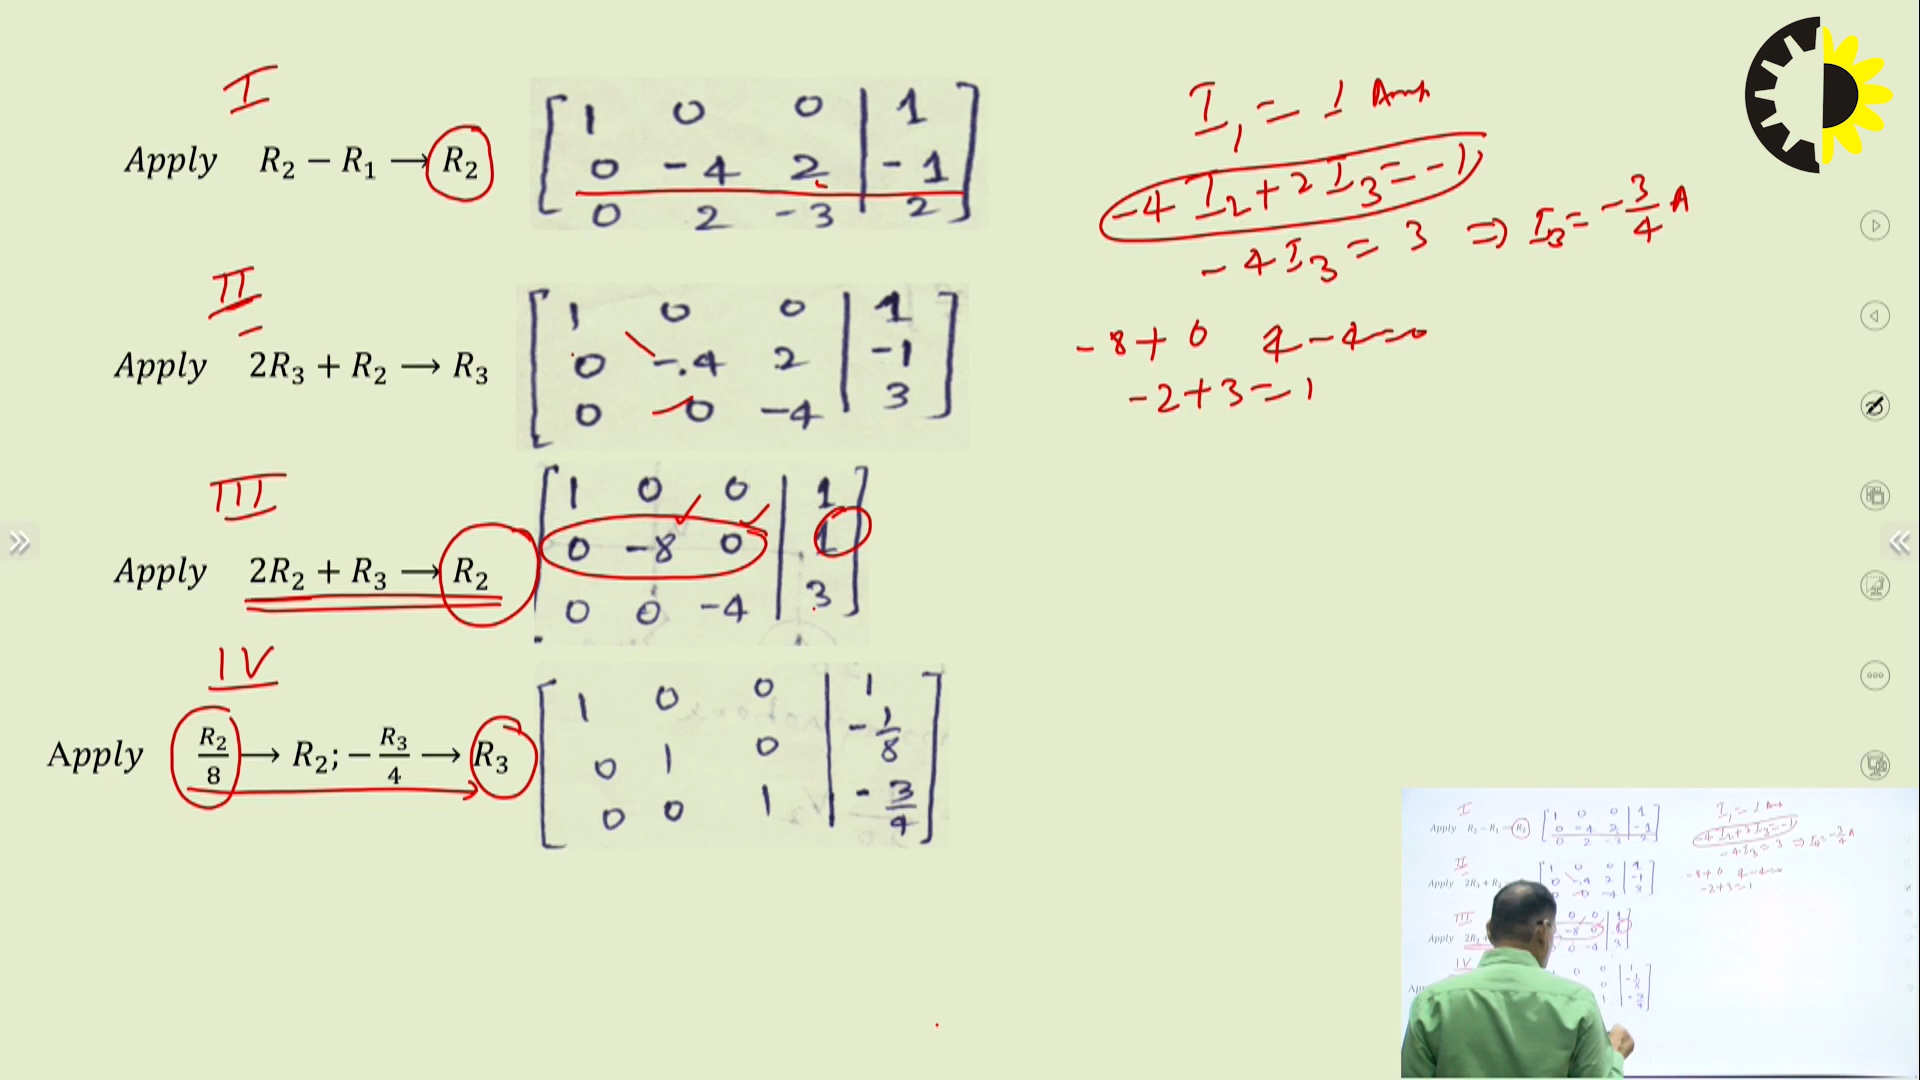 I
Apply R₂ − R₁ → R₂
[1 0 0 | 1]
[0 -4 2 | -1]
[0 2 -3 | 2]
II
Apply 2R₃ + R₂ → R₃
[1 0 0 | 1]
[0 -4 2 | -1]
[0 0 -4 | 3]
III
Apply 2R₂ + R₃ → R₂
[1 0 0 | 1]
[0 -8 0 | 1]
[0 0 -4 | 3]
IV
Apply R₂/8 → R₂; −R₃/4 → R₃
[1 0 0 | 1]
[0 1 0 | -1/8]
[0 0 1 | -3/4]
I₁ = 1 Amp
-4I₂ + 2I₃ = -1
-4I₃ = 3 ⇒ I₃ = -3/4 A
-8+0 4-4=0
-2+3=1